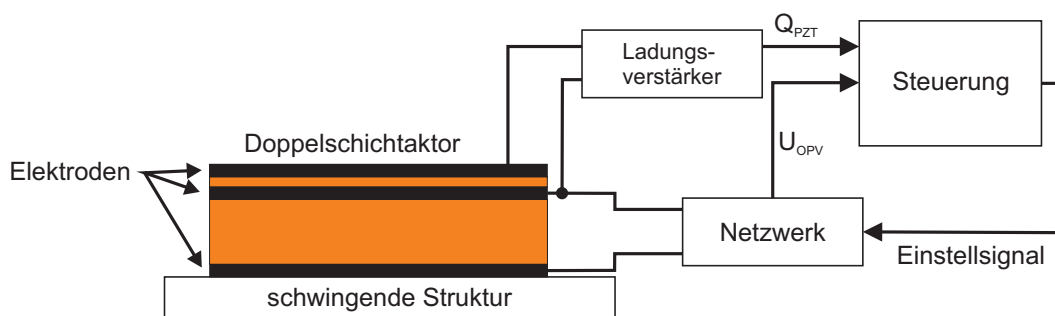 Q_PZT
Ladungs-
verstärker
Steuerung
Doppelschichtaktor
U_OPV
Elektroden
Netzwerk
Einstellsignal
schwingende Struktur